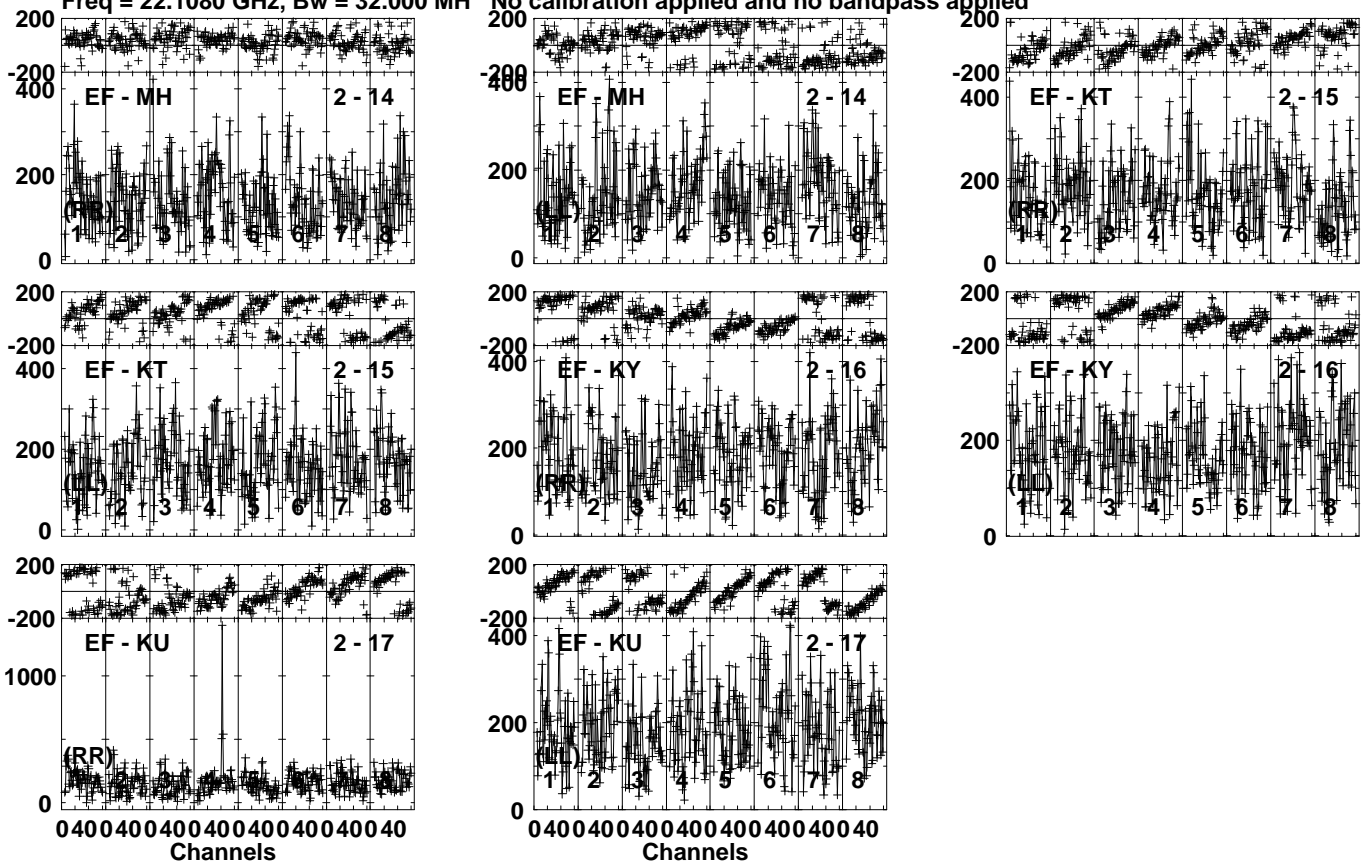 Freq = 22.1080 GHz, Bw = 32.000 MH No calibration applied and no bandpass applied
200 200 200
-200 -200 -200
400 EF - MH 2 - 14 400 EF - MH 2 - 14 400 EF - KT 2 - 15
200 200 200
(RR) (LL) (RR)
1 2 3 4 5 6 7 8 1 2 3 4 5 6 7 8 1 2 3 4 5 6 7 8
0 0 0
200 200 200
-200 -200 -200
400 EF - KT 2 - 15 400 EF - KY 2 - 16 400 EF - KY 2 - 16
200 200 200
(LL) (RR) (LL)
1 2 3 4 5 6 7 8 1 2 3 4 5 6 7 8 1 2 3 4 5 6 7 8
0 0 0
200 200
-200 -200
EF - KU 2 - 17 400 EF - KU 2 - 17
1000 200
(RR) (LL)
1 2 3 4 5 6 7 8 1 2 3 4 5 6 7 8
0 0
0 40 0 40 0 40 0 40 0 40 0 40 0 40 0 40 0 40 0 40 0 40 0 40 0 40 0 40 0 40 0 40
Channels Channels